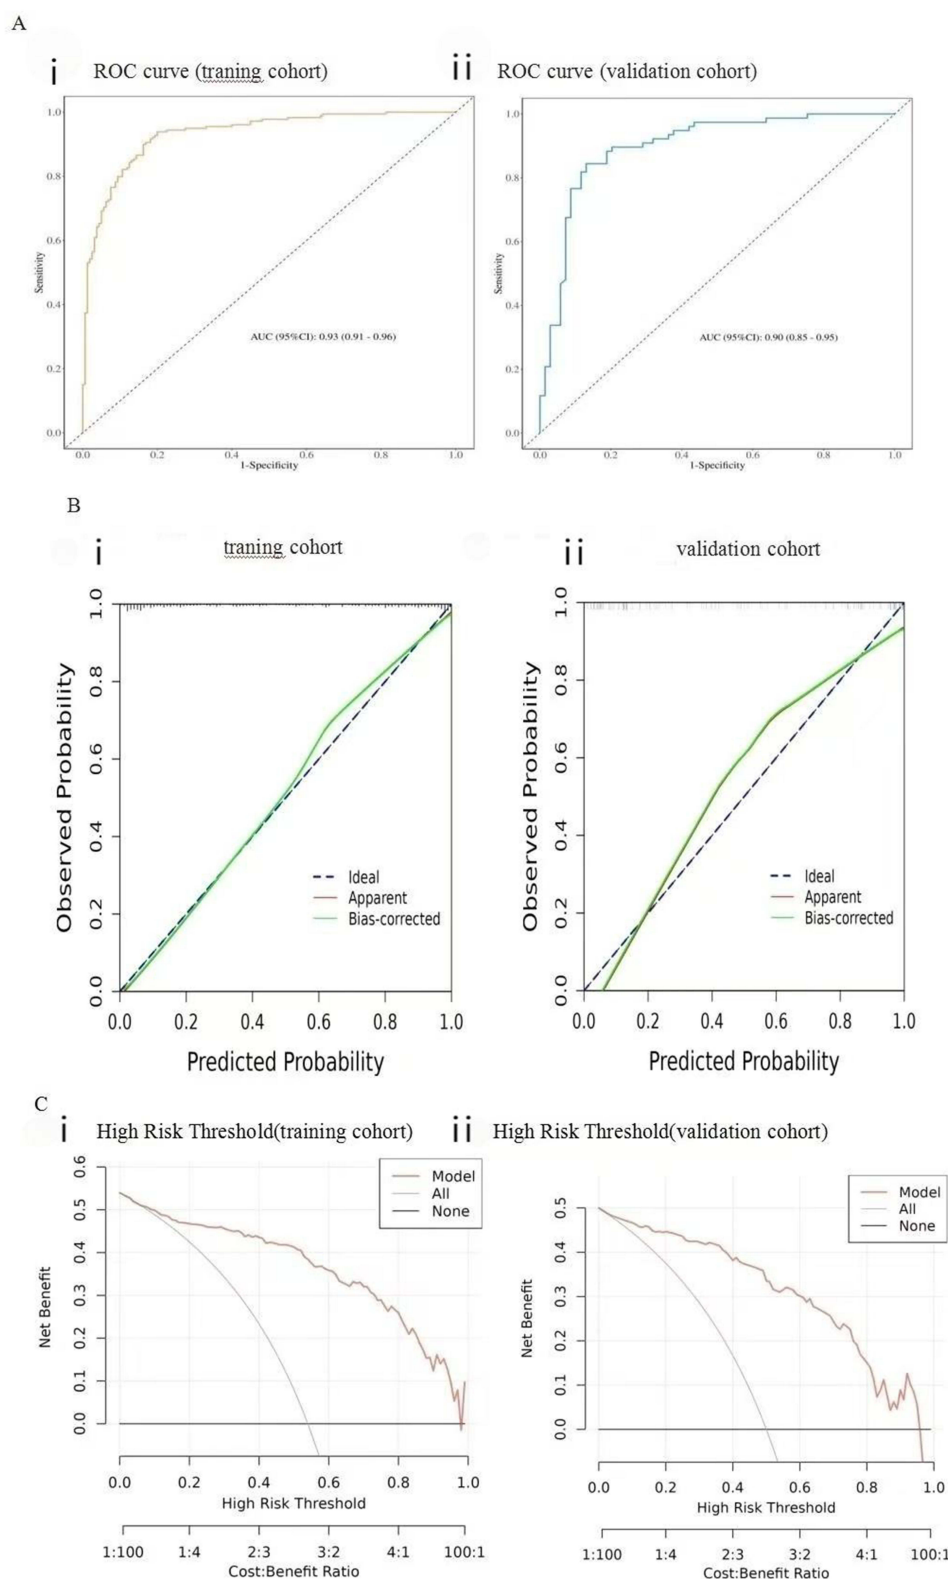 A
i ROC curve (traning cohort)
ii ROC curve (validation cohort)
1.0
0.8
0.6
0.4
0.2
0.0
Sensitivity
AUC (95%CI): 0.93 (0.91 - 0.96)
0.0 0.2 0.4 0.6 0.8 1.0
1-Specificity
1.0
0.8
0.6
0.4
0.2
0.0
Sensitivity
AUC (95%CI): 0.90 (0.85 - 0.95)
0.0 0.2 0.4 0.6 0.8 1.0
1-Specificity
B
i traning cohort
ii validation cohort
1.0
0.8
0.6
0.4
0.2
0.0
Observed Probability
Ideal
Apparent
Bias-corrected
0.0 0.2 0.4 0.6 0.8 1.0
Predicted Probability
1.0
0.8
0.6
0.4
0.2
0.0
Observed Probability
Ideal
Apparent
Bias-corrected
0.0 0.2 0.4 0.6 0.8 1.0
Predicted Probability
C
i High Risk Threshold(training cohort)
ii High Risk Threshold(validation cohort)
0.6
0.5
0.4
0.3
0.2
0.1
0.0
Net Benefit
Model
All
None
0.0 0.2 0.4 0.6 0.8 1.0
High Risk Threshold
1:100 1:4 2:3 3:2 4:1 100:1
Cost:Benefit Ratio
0.5
0.4
0.3
0.2
0.1
0.0
Net Benefit
Model
All
None
0.0 0.2 0.4 0.6 0.8 1.0
High Risk Threshold
1:100 1:4 2:3 3:2 4:1 100:1
Cost:Benefit Ratio